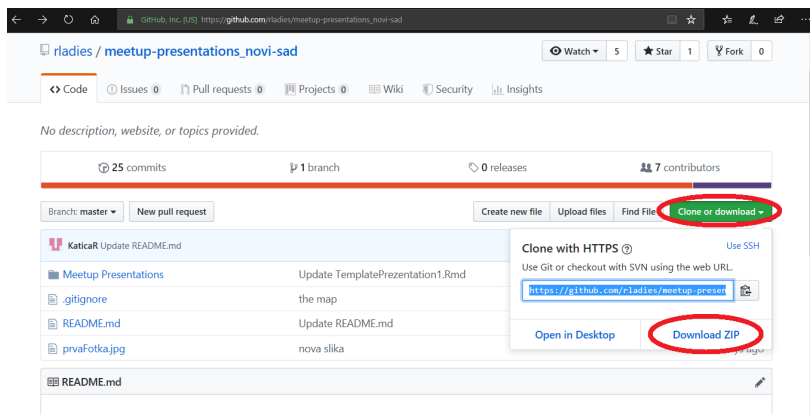 GitHub, Inc. [US] https://github.com/rladies/meetup-presentations_novi-sad
rladies / meetup-presentations_novi-sad
Watch 5 Star 1 Fork 0
Code Issues 0 Pull requests 0 Projects 0 Wiki Security Insights
No description, website, or topics provided.
25 commits 1 branch 0 releases 7 contributors
Branch: master New pull request Create new file Upload files Find File Clone or download
KaticaR Update README.md
Clone with HTTPS Use SSH
Use Git or checkout with SVN using the web URL.
https://github.com/rladies/meetup-presen
Open in Desktop Download ZIP
Meetup Presentations Update TemplatePrezentation1.Rmd
.gitignore the map
README.md Update README.md
prvaFotka.jpg nova slika ago
README.md